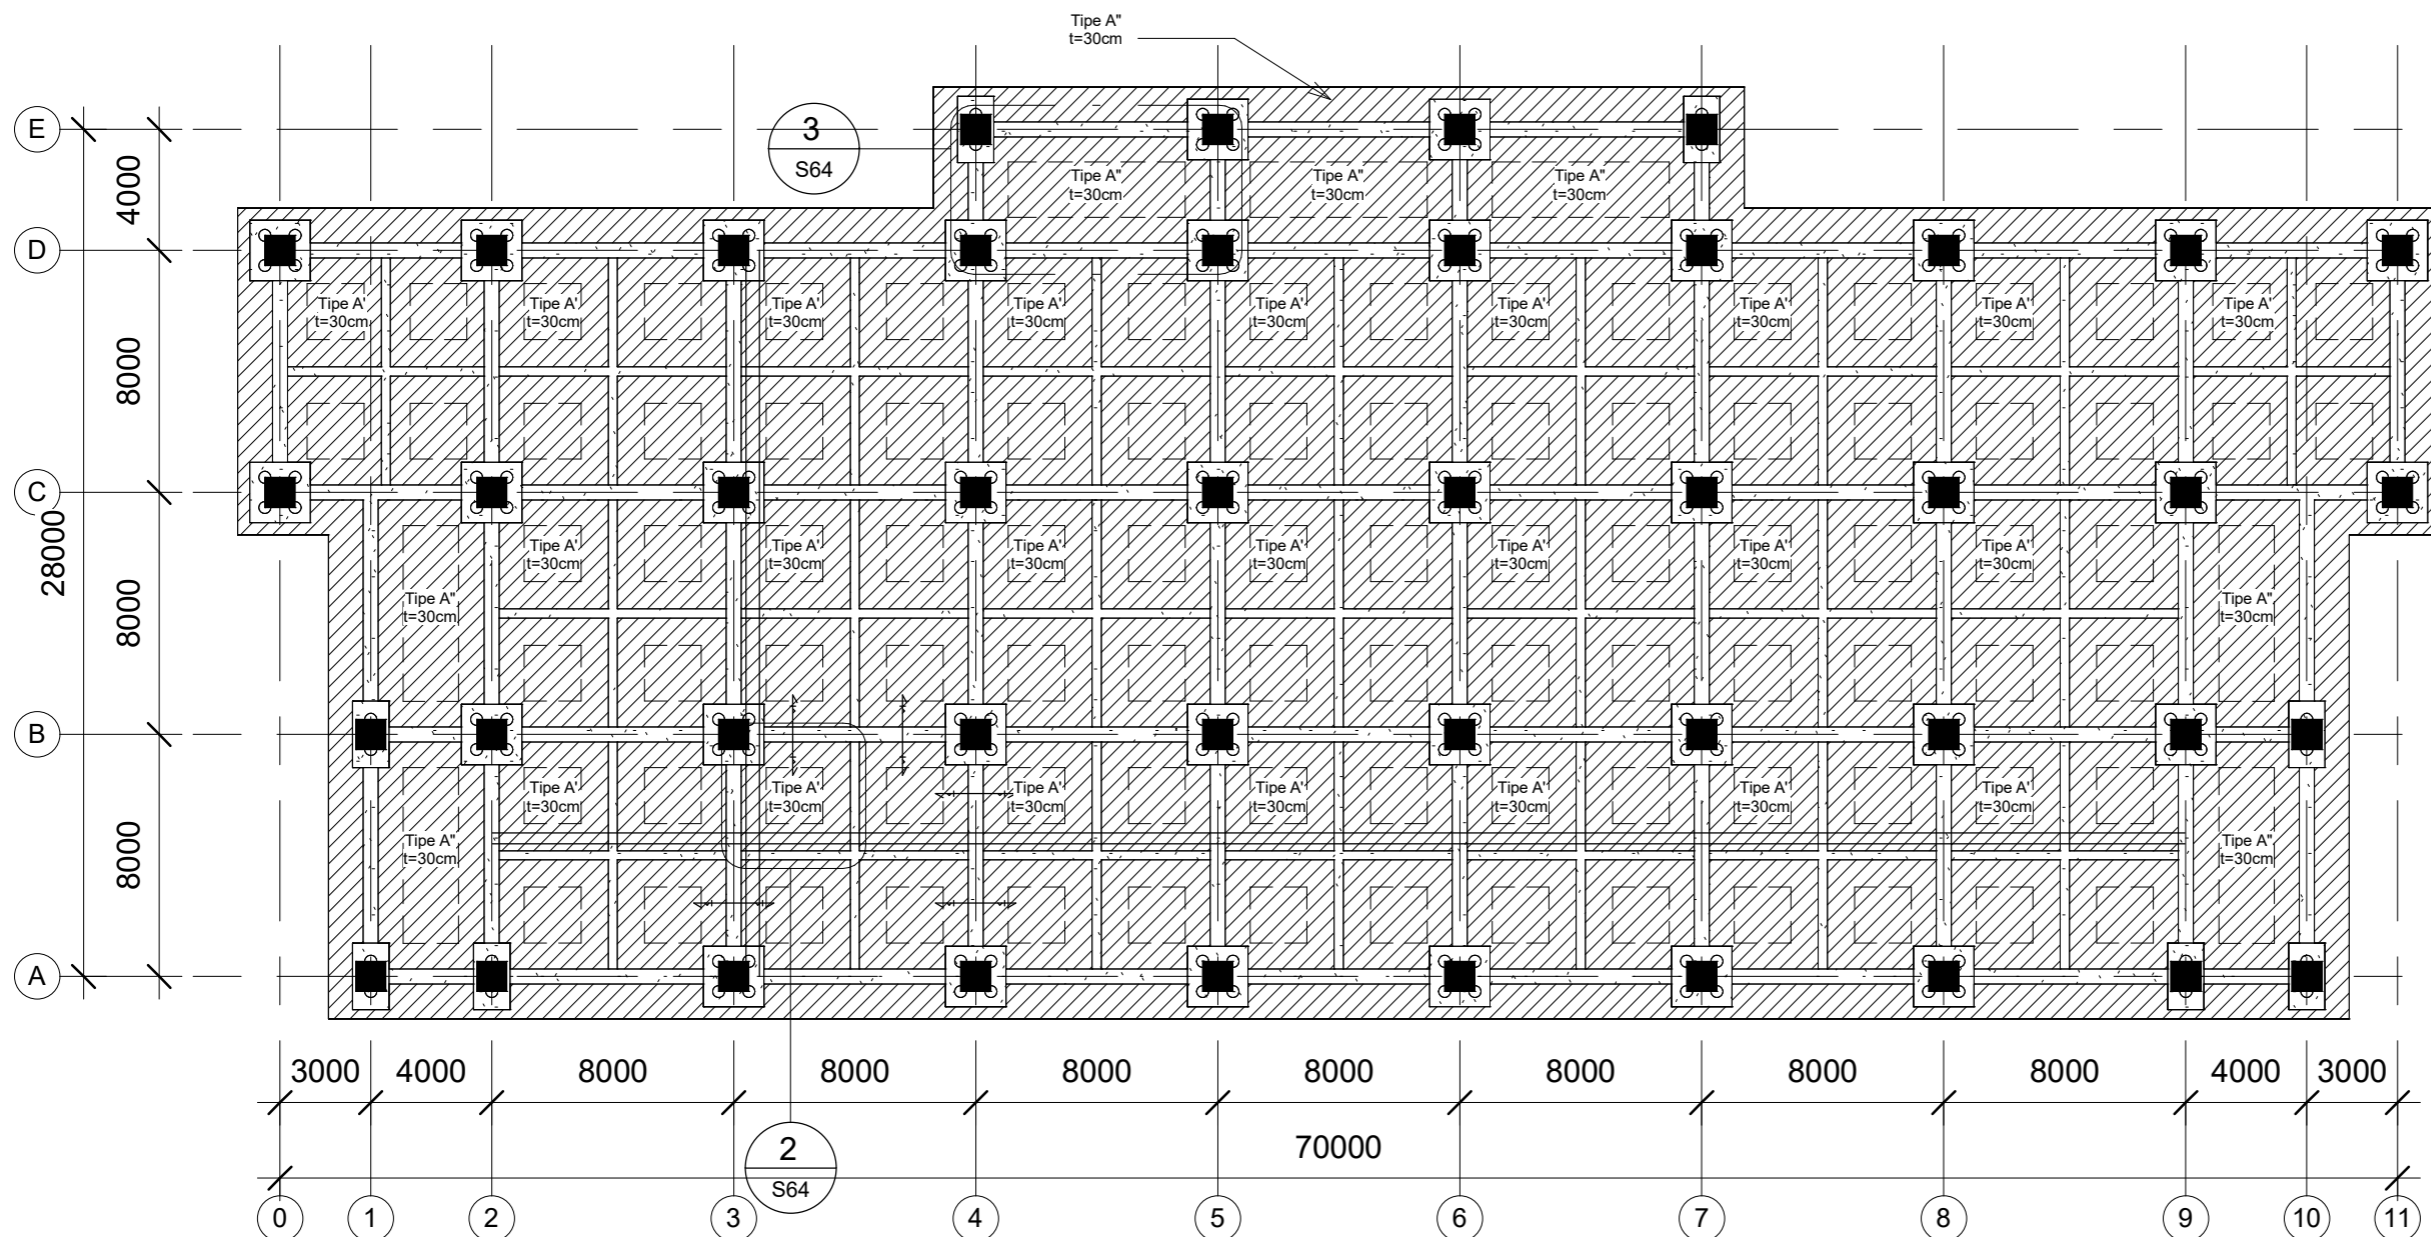 Tipe A"
t=30cm
E
3
S64
4000
Tipe A" Tipe A" Tipe A"
t=30cm t=30cm t=30cm
D
Tipe A' Tipe A' Tipe A' Tipe A' Tipe A' Tipe A' Tipe A' Tipe A' Tipe A'
t=30cm t=30cm t=30cm t=30cm t=30cm t=30cm t=30cm t=30cm t=30cm
8000
C
28000
Tipe A' Tipe A' Tipe A' Tipe A' Tipe A' Tipe A' Tipe A'
t=30cm t=30cm t=30cm t=30cm t=30cm t=30cm t=30cm
8000
Tipe A" Tipe A"
t=30cm t=30cm
B
Tipe A' Tipe A' Tipe A' Tipe A' Tipe A' Tipe A' Tipe A'
t=30cm t=30cm t=30cm t=30cm t=30cm t=30cm t=30cm
8000
Tipe A" Tipe A"
t=30cm t=30cm
A
3000 4000 8000 8000 8000 8000 8000 8000 8000 4000 3000
70000
2
S64
0 1 2 3 4 5 6 7 8 9 10 11